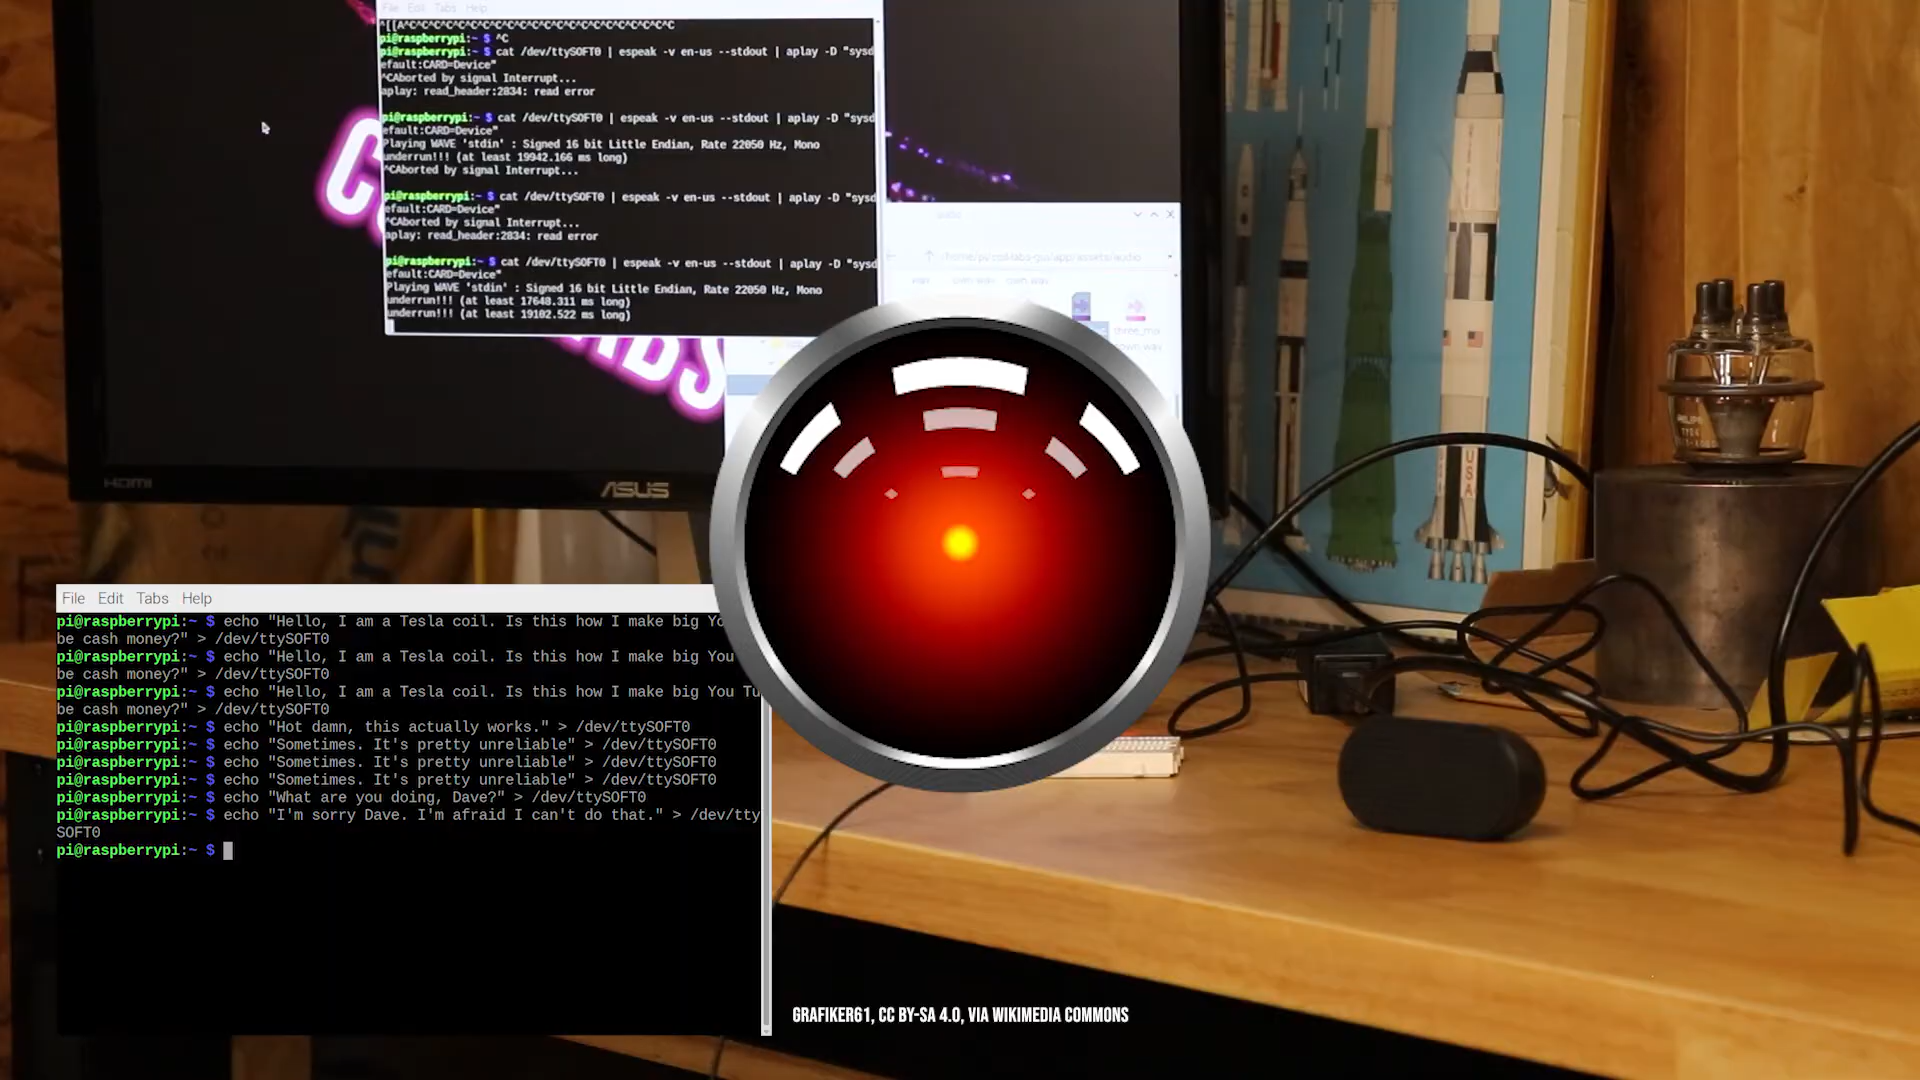 File Edit Tabs Help
^[[A^C^C^C^C^C^C^C^C^C^C^C^C^C^C^C^C^C^C^C^C^C^C
pi@raspberrypi:~ $ ^C
pi@raspberrypi:~ $ cat /dev/ttySOFT0 | espeak -v en-us --stdout | aplay -D "sysd
efault:CARD=Device"
^CAborted by signal Interrupt...
aplay: read_header:2834: read error
pi@raspberrypi:~ $ cat /dev/ttySOFT0 | espeak -v en-us --stdout | aplay -D "sysd
efault:CARD=Device"
Playing WAVE 'stdin' : Signed 16 bit Little Endian, Rate 22050 Hz, Mono
underrun!!! (at least 19942.166 ms long)
^CAborted by signal Interrupt...
pi@raspberrypi:~ $ cat /dev/ttySOFT0 | espeak -v en-us --stdout | aplay -D "sysd
efault:CARD=Device"
^CAborted by signal Interrupt...
aplay: read_header:2834: read error
pi@raspberrypi:~ $ cat /dev/ttySOFT0 | espeak -v en-us --stdout | aplay -D "sysd
efault:CARD=Device"
Playing WAVE 'stdin' : Signed 16 bit Little Endian, Rate 22050 Hz, Mono
underrun!!! (at least 17648.311 ms long)
underrun!!! (at least 19102.522 ms long)
HDMI
ASUS
USA
PHILIPS
File Edit Tabs Help
pi@raspberrypi:~ $ echo "Hello, I am a Tesla coil. Is this how I make big Yo
be cash money?" > /dev/ttySOFT0
pi@raspberrypi:~ $ echo "Hello, I am a Tesla coil. Is this how I make big You
be cash money?" > /dev/ttySOFT0
pi@raspberrypi:~ $ echo "Hello, I am a Tesla coil. Is this how I make big You Tu
be cash money?" > /dev/ttySOFT0
pi@raspberrypi:~ $ echo "Hot damn, this actually works." > /dev/ttySOFT0
pi@raspberrypi:~ $ echo "Sometimes. It's pretty unreliable" > /dev/ttySOFT0
pi@raspberrypi:~ $ echo "Sometimes. It's pretty unreliable" > /dev/ttySOFT0
pi@raspberrypi:~ $ echo "Sometimes. It's pretty unreliable" > /dev/ttySOFT0
pi@raspberrypi:~ $ echo "What are you doing, Dave?" > /dev/ttySOFT0
pi@raspberrypi:~ $ echo "I'm sorry Dave. I'm afraid I can't do that." > /dev/tty
SOFT0
pi@raspberrypi:~ $
GRAFIKER61, CC BY-SA 4.0, VIA WIKIMEDIA COMMONS